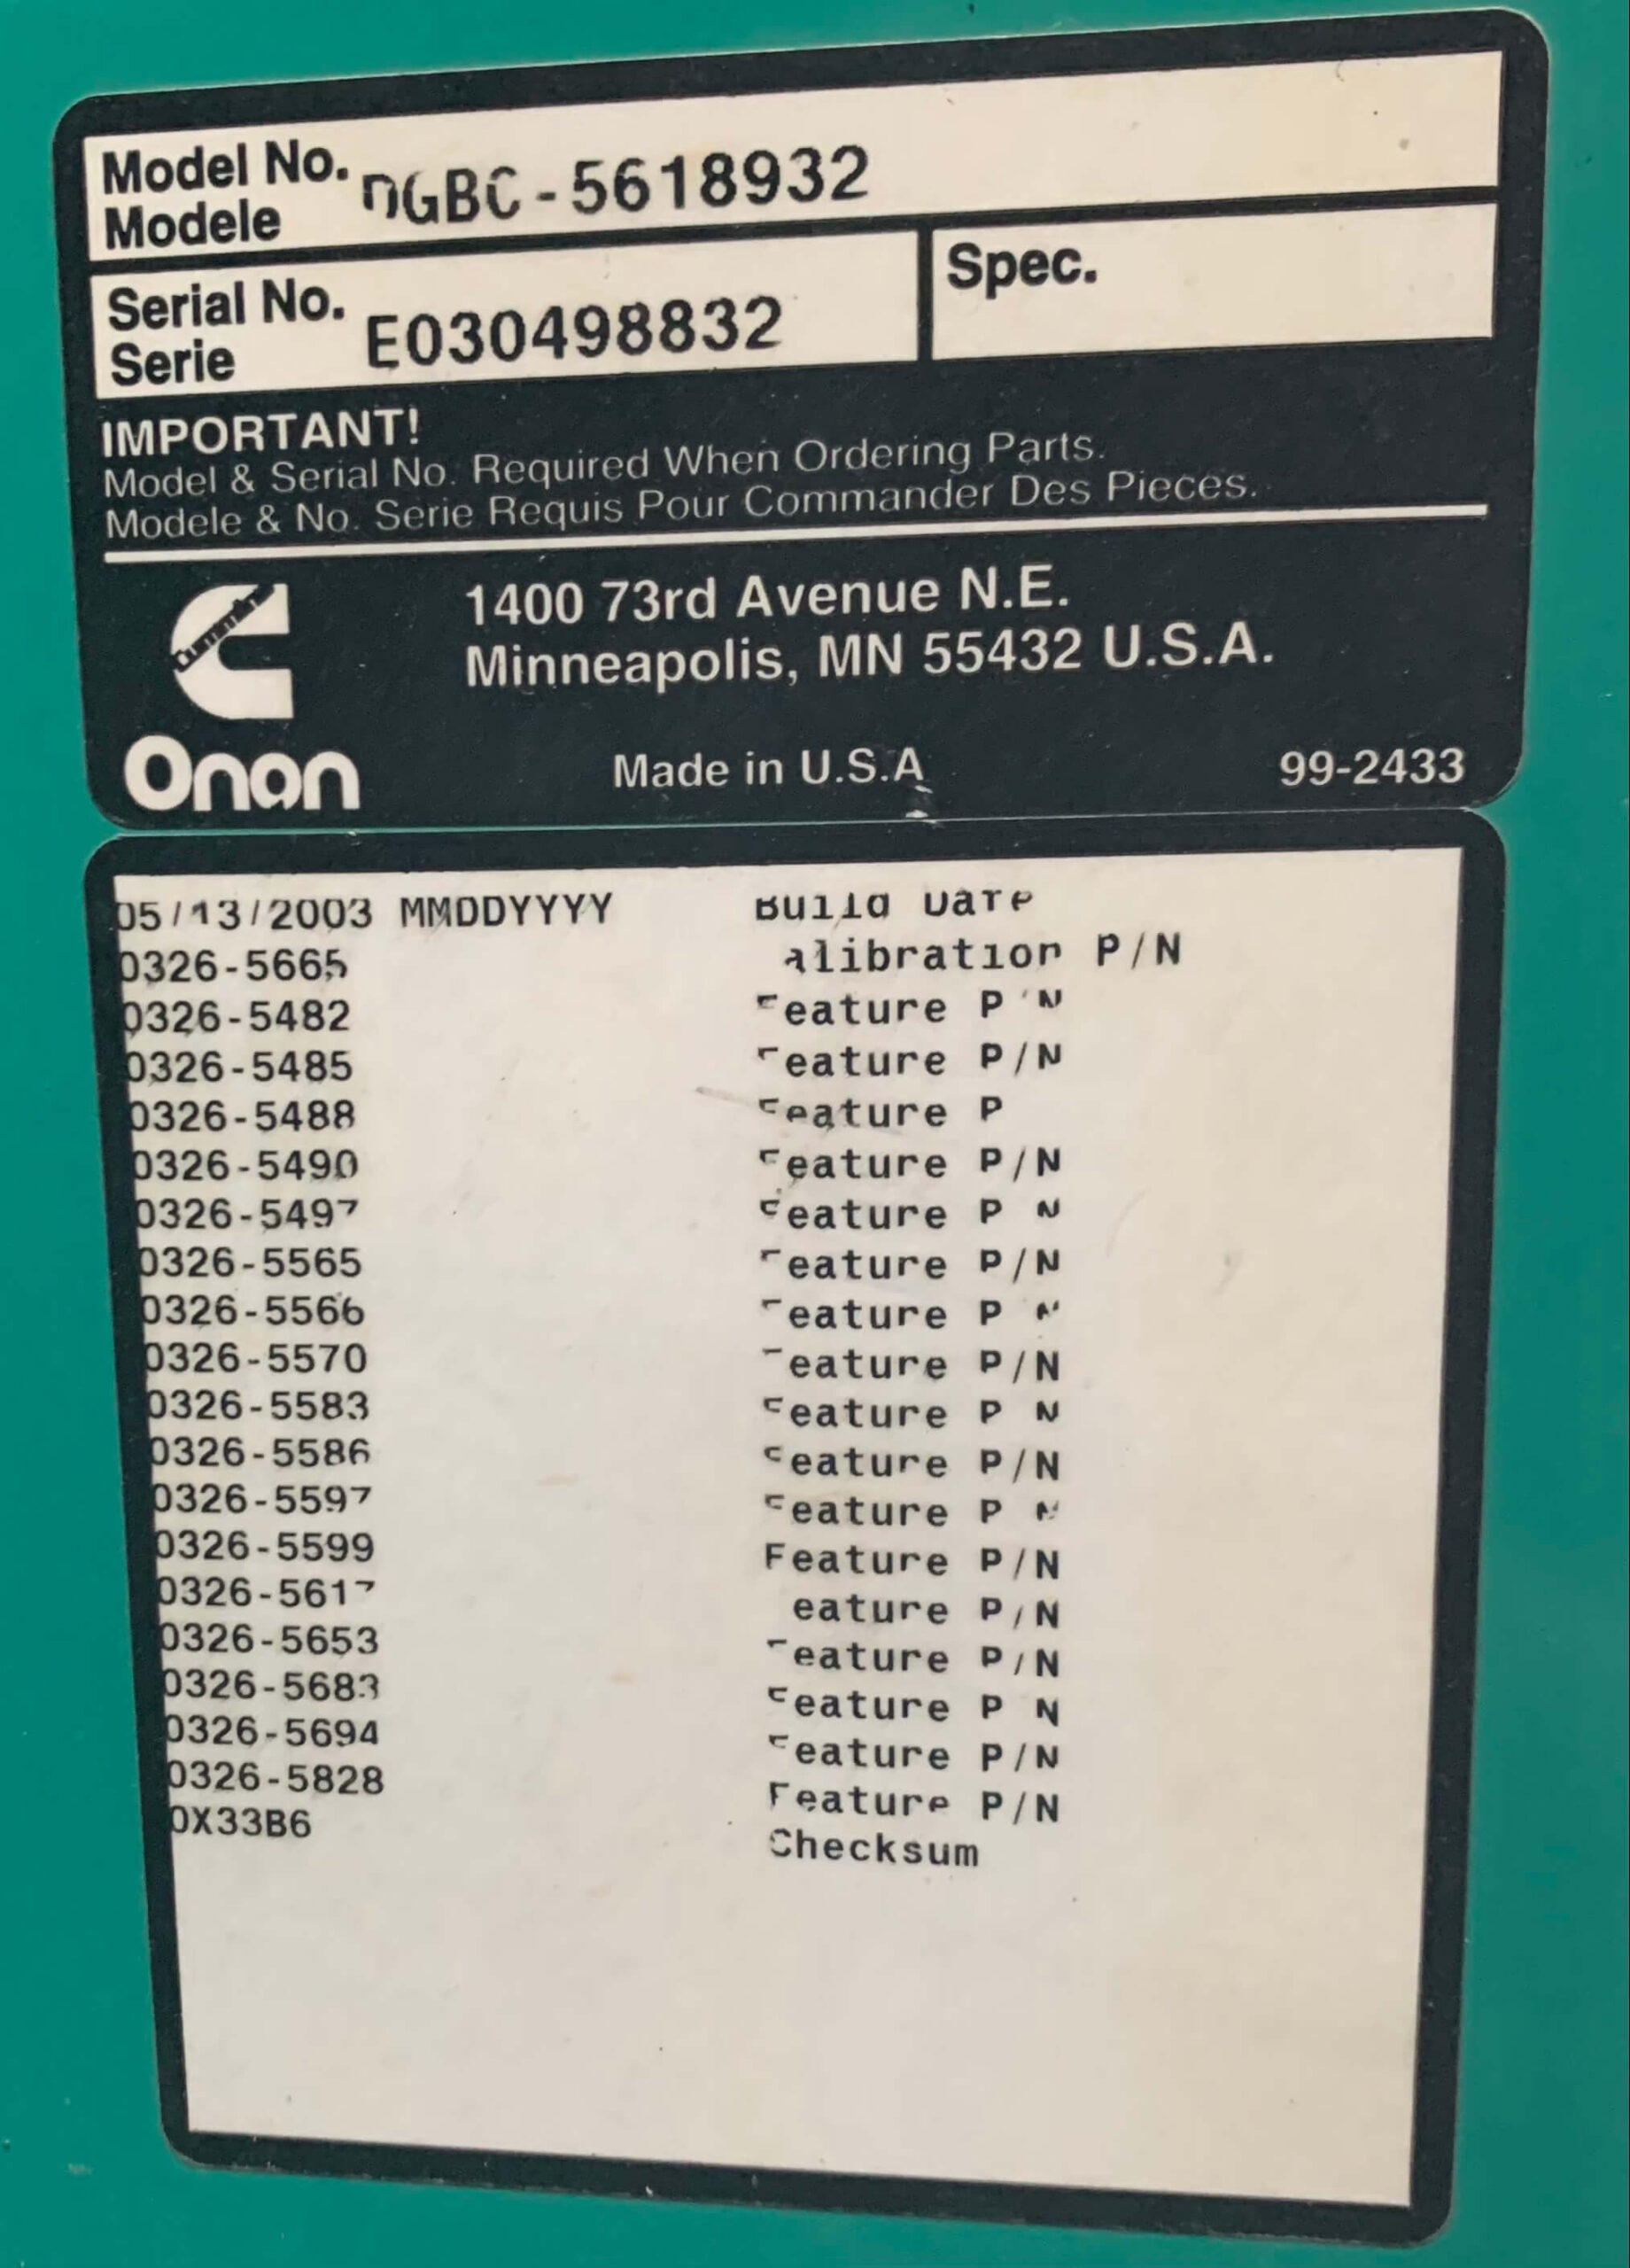 Model No.
Modele
DGBC-5618932
Serial No.
Serie
E030498832
Spec.
IMPORTANT!
Model & Serial No. Required When Ordering Parts.
Modele & No. Serie Requis Pour Commander Des Pieces.
1400 73rd Avenue N.E.
Minneapolis, MN 55432 U.S.A.
Onan
Made in U.S.A
99-2433
05/13/2003 MMDDYYYY Build Date
0326-5665 alibration P/N
0326-5482 Feature P/N
0326-5485 Feature P/N
0326-5488 Feature P
0326-5490 Feature P/N
0326-5497 Feature P N
0326-5565 Feature P/N
0326-5566 Feature P N
0326-5570 Feature P/N
0326-5583 Feature P N
0326-5586 Feature P/N
0326-5597 Feature P N
0326-5599 Feature P/N
0326-5617 eature P/N
0326-5653 Feature P/N
0326-5683 Feature P N
0326-5694 Feature P/N
0326-5828 Feature P/N
0X33B6 Checksum